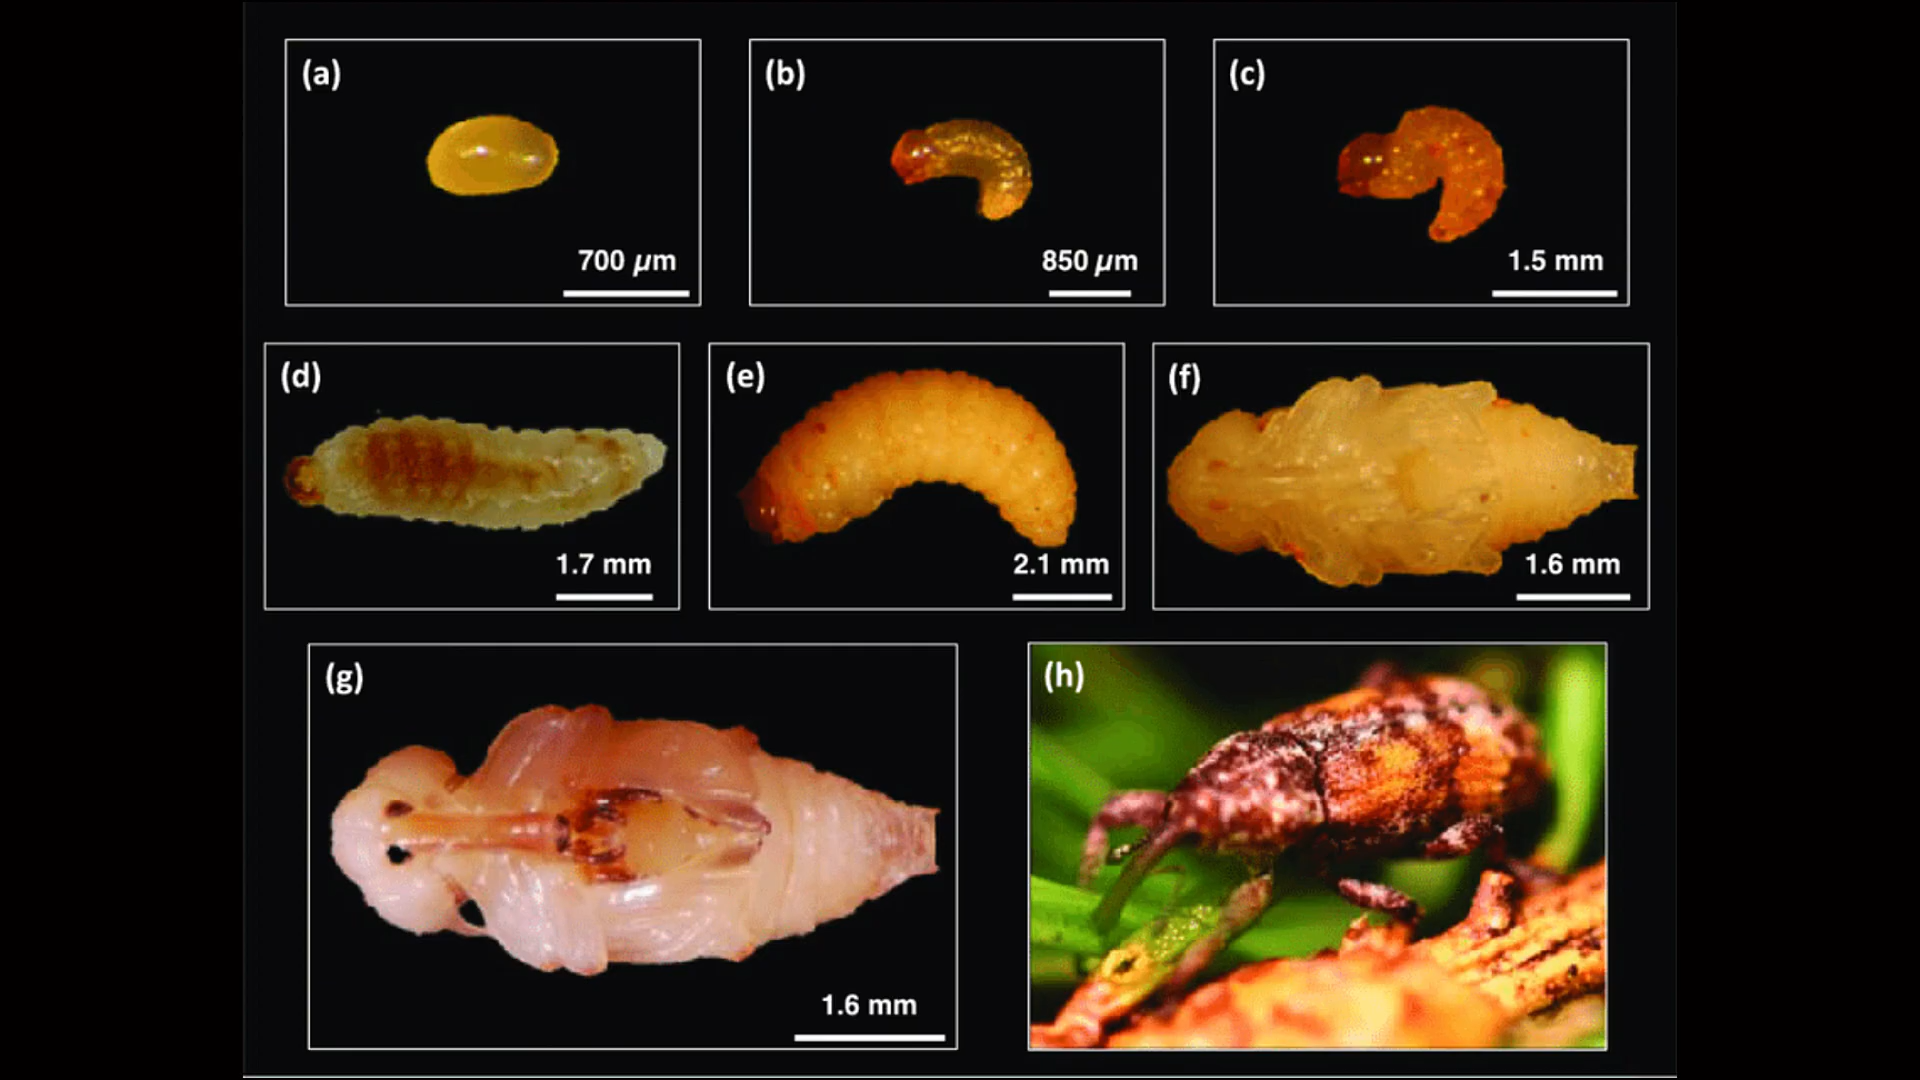 (a)
700 µm
(b)
850 µm
(c)
1.5 mm
(d)
1.7 mm
(e)
2.1 mm
(f)
1.6 mm
(g)
1.6 mm
(h)